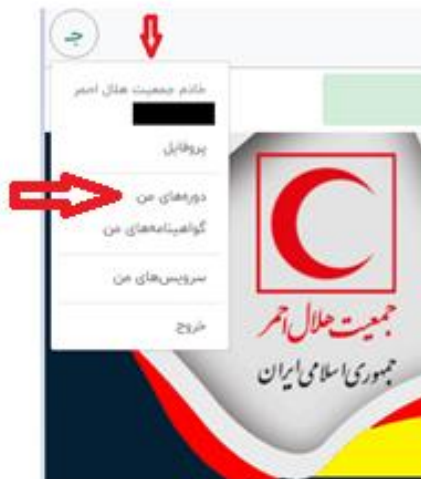 جـ
خادم جمعیت هلال احمر
پروفایل
دوره‌های من
گواهینامه‌های من
سرویس‌های من
خروج
جمعیت هلال احمر
جمهوری اسلامی ایران